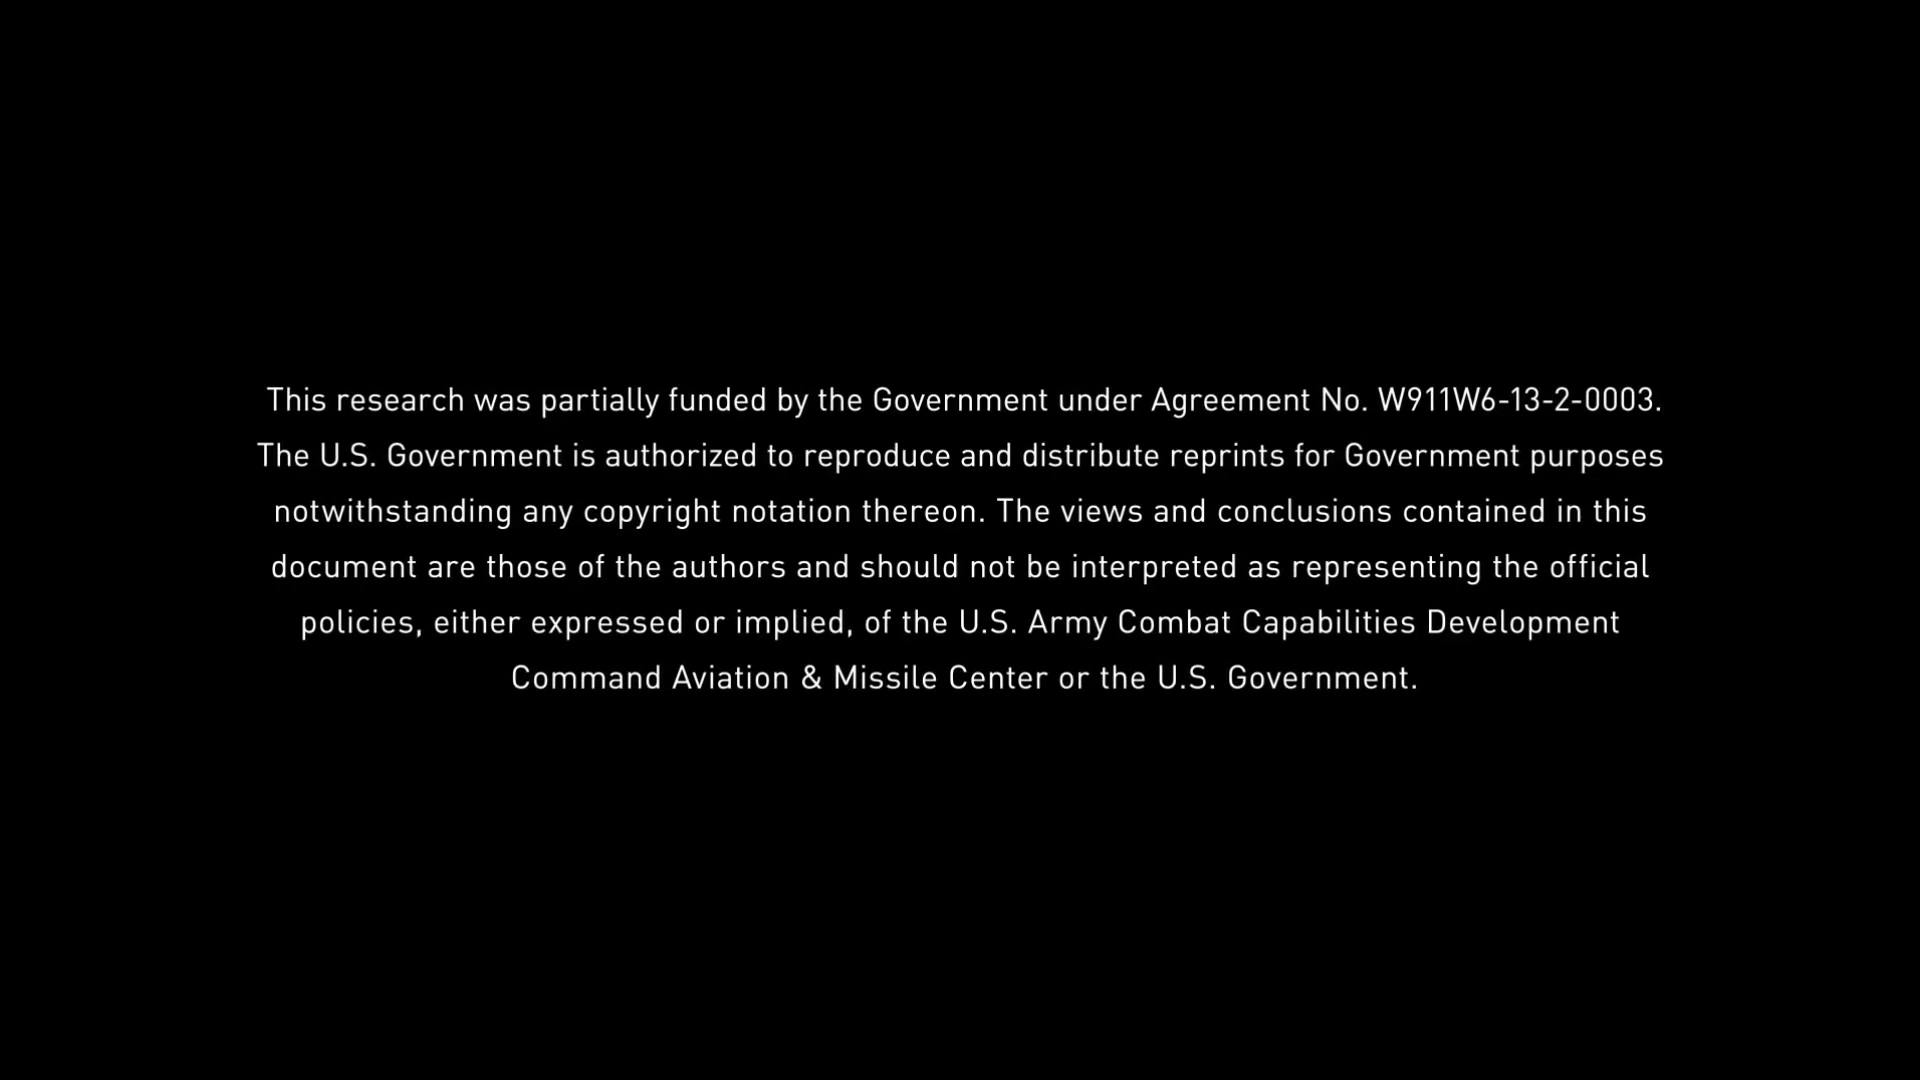 This research was partially funded by the Government under Agreement No. W911W6-13-2-0003.
The U.S. Government is authorized to reproduce and distribute reprints for Government purposes
notwithstanding any copyright notation thereon. The views and conclusions contained in this
document are those of the authors and should not be interpreted as representing the official
policies, either expressed or implied, of the U.S. Army Combat Capabilities Development
Command Aviation & Missile Center or the U.S. Government.